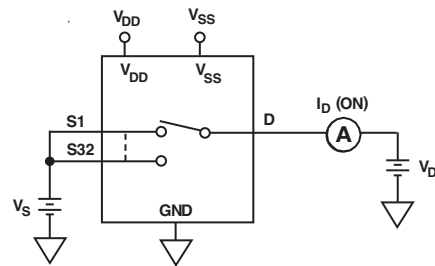 VDD VSS
VDD VSS
ID (ON)
S1 D
A
S32
VS VD
GND